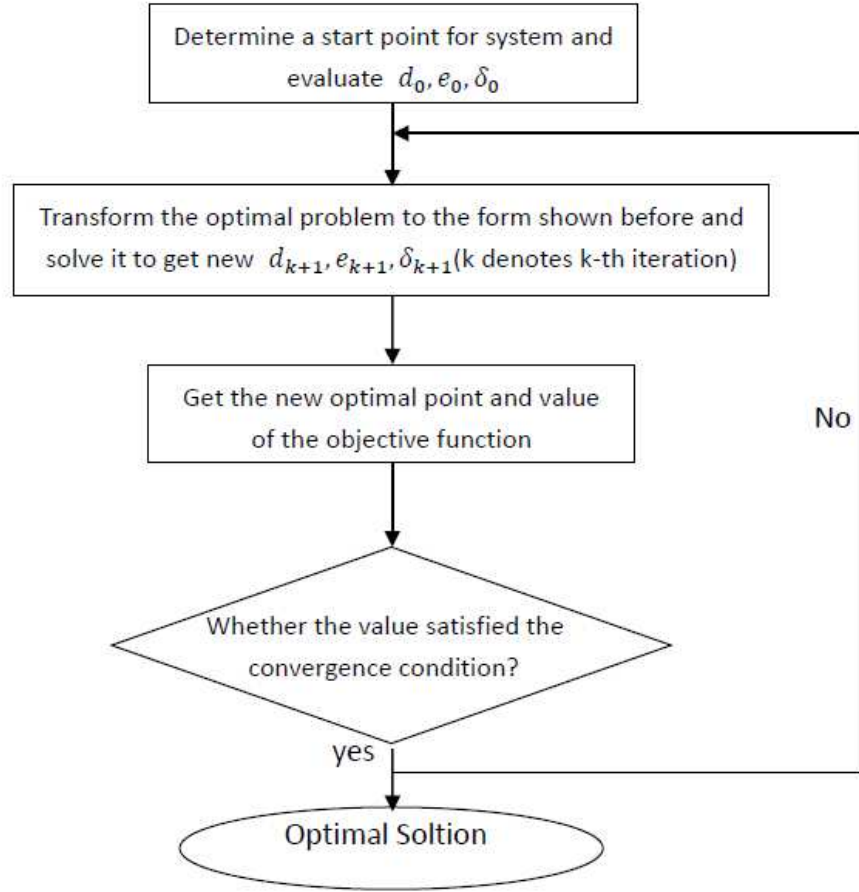 Determine a start point for system and
evaluate d₀, e₀, δ₀
Transform the optimal problem to the form shown before and
solve it to get new dₖ₊₁, eₖ₊₁, δₖ₊₁(k denotes k-th iteration)
Get the new optimal point and value
of the objective function
No
Whether the value satisfied the
convergence condition?
yes
Optimal Soltion